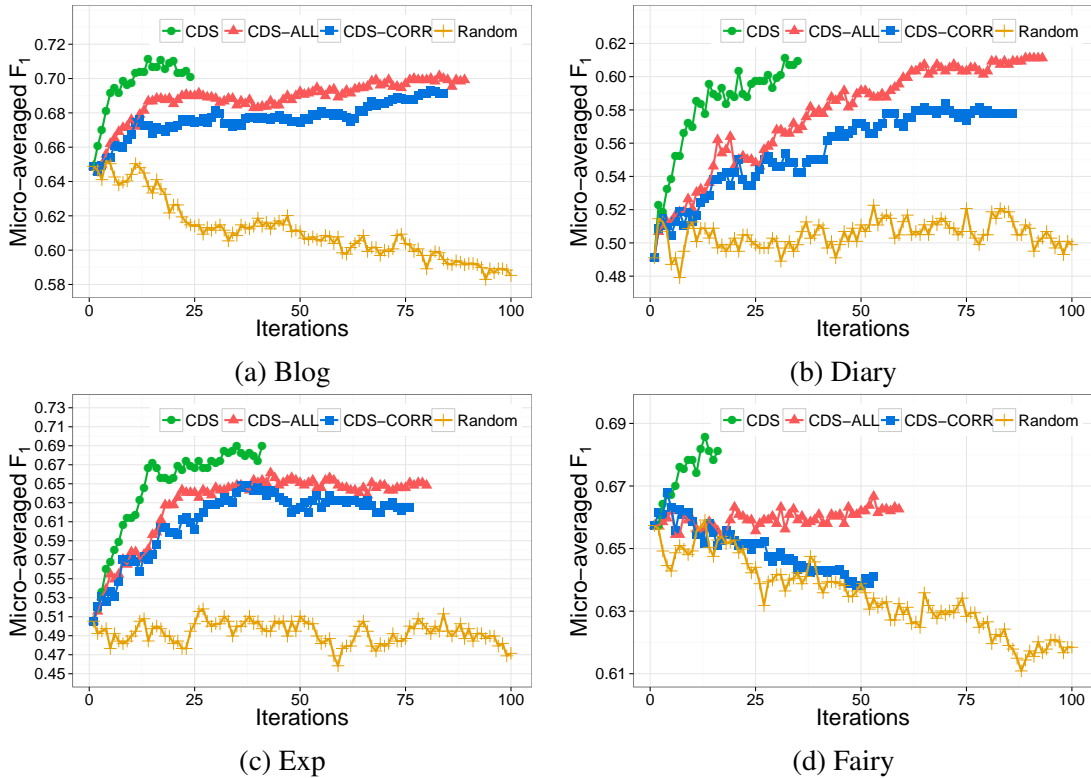 CDS CDS-ALL CDS-CORR Random
Micro-averaged F1
0.72
0.70
0.68
0.66
0.64
0.62
0.60
0.58
0 25 50 75 100
Iterations
(a) Blog
CDS CDS-ALL CDS-CORR Random
Micro-averaged F1
0.62
0.60
0.58
0.56
0.54
0.52
0.50
0.48
0 25 50 75 100
Iterations
(b) Diary
CDS CDS-ALL CDS-CORR Random
Micro-averaged F1
0.73
0.71
0.69
0.67
0.65
0.63
0.61
0.59
0.57
0.55
0.53
0.51
0.49
0.47
0.45
0 25 50 75 100
Iterations
(c) Exp
CDS CDS-ALL CDS-CORR Random
Micro-averaged F1
0.69
0.67
0.65
0.63
0.61
0 25 50 75 100
Iterations
(d) Fairy